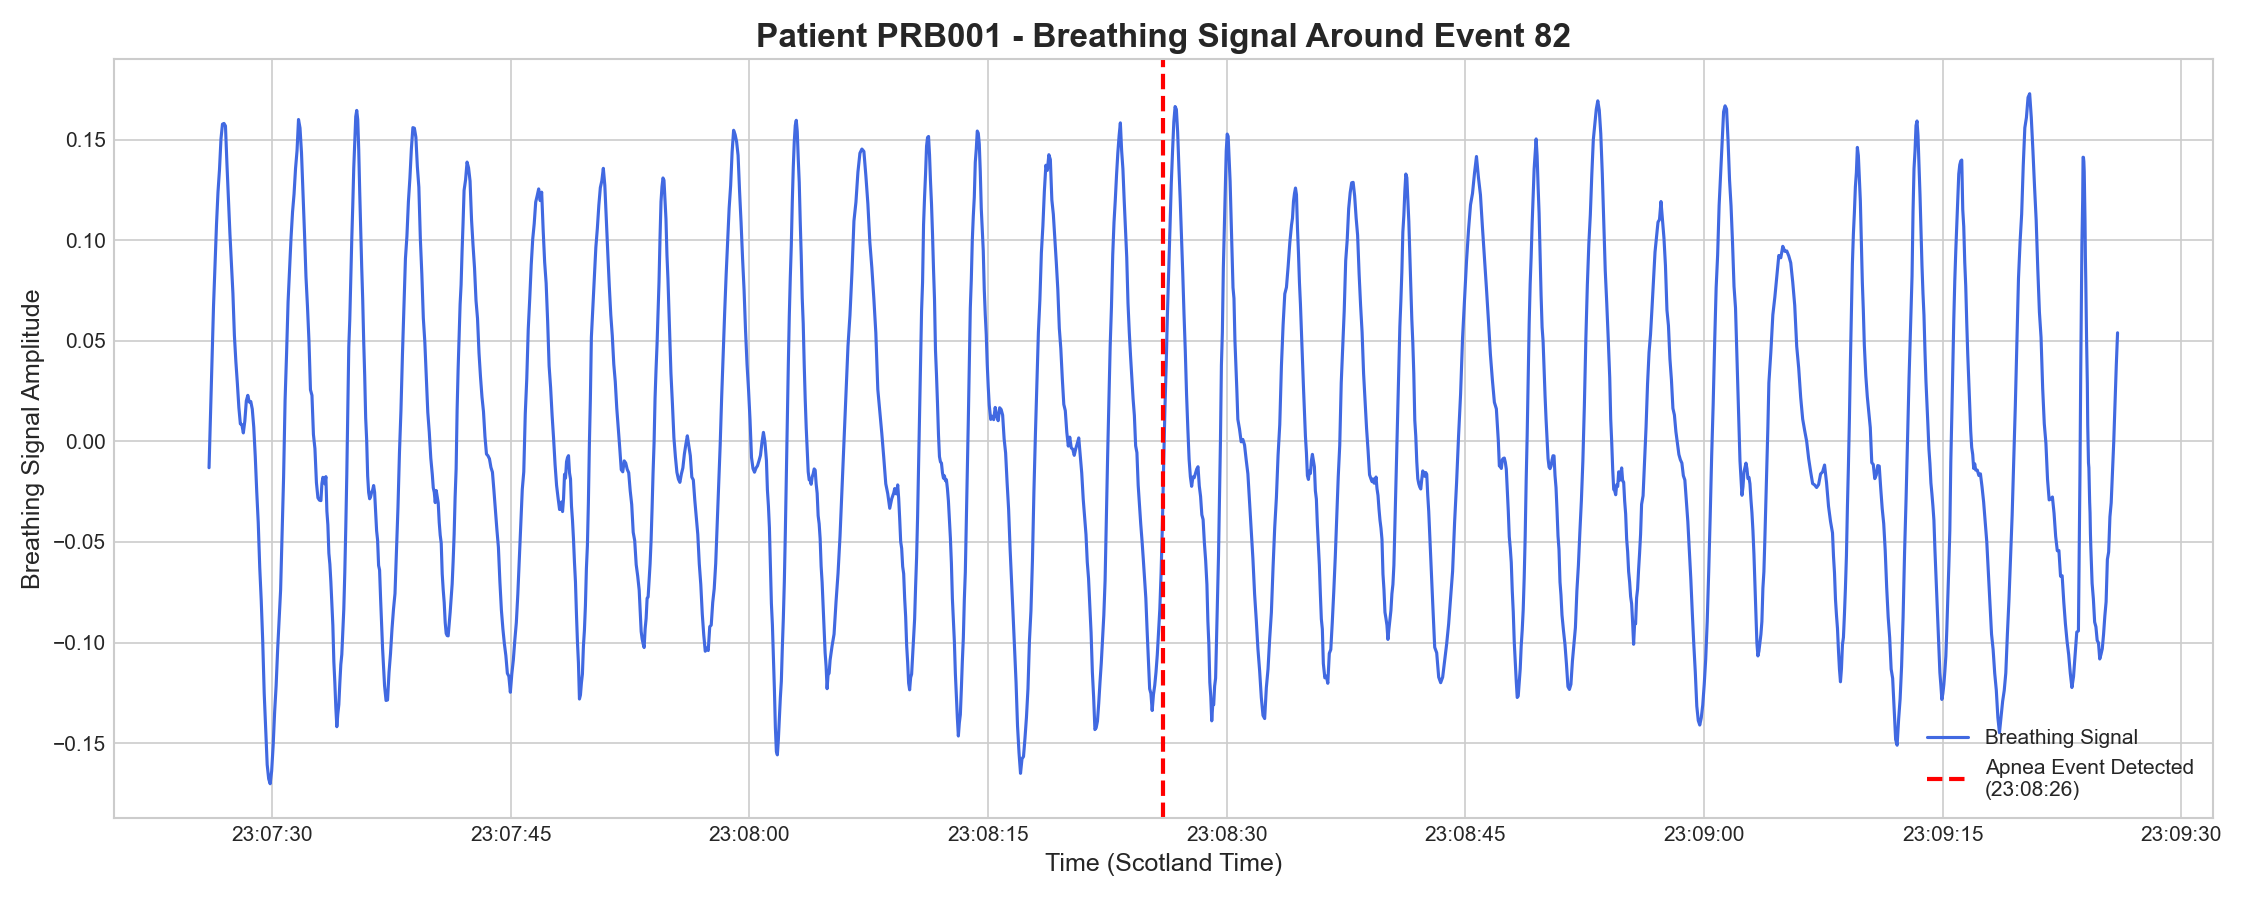 Patient PRB001 - Breathing Signal Around Event 82
Breathing Signal Amplitude
0.15
0.10
0.05
0.00
−0.05
−0.10
−0.15
Breathing Signal
Apnea Event Detected
(23:08:26)
23:07:30 23:07:45 23:08:00 23:08:15 23:08:30 23:08:45 23:09:00 23:09:15 23:09:30
Time (Scotland Time)